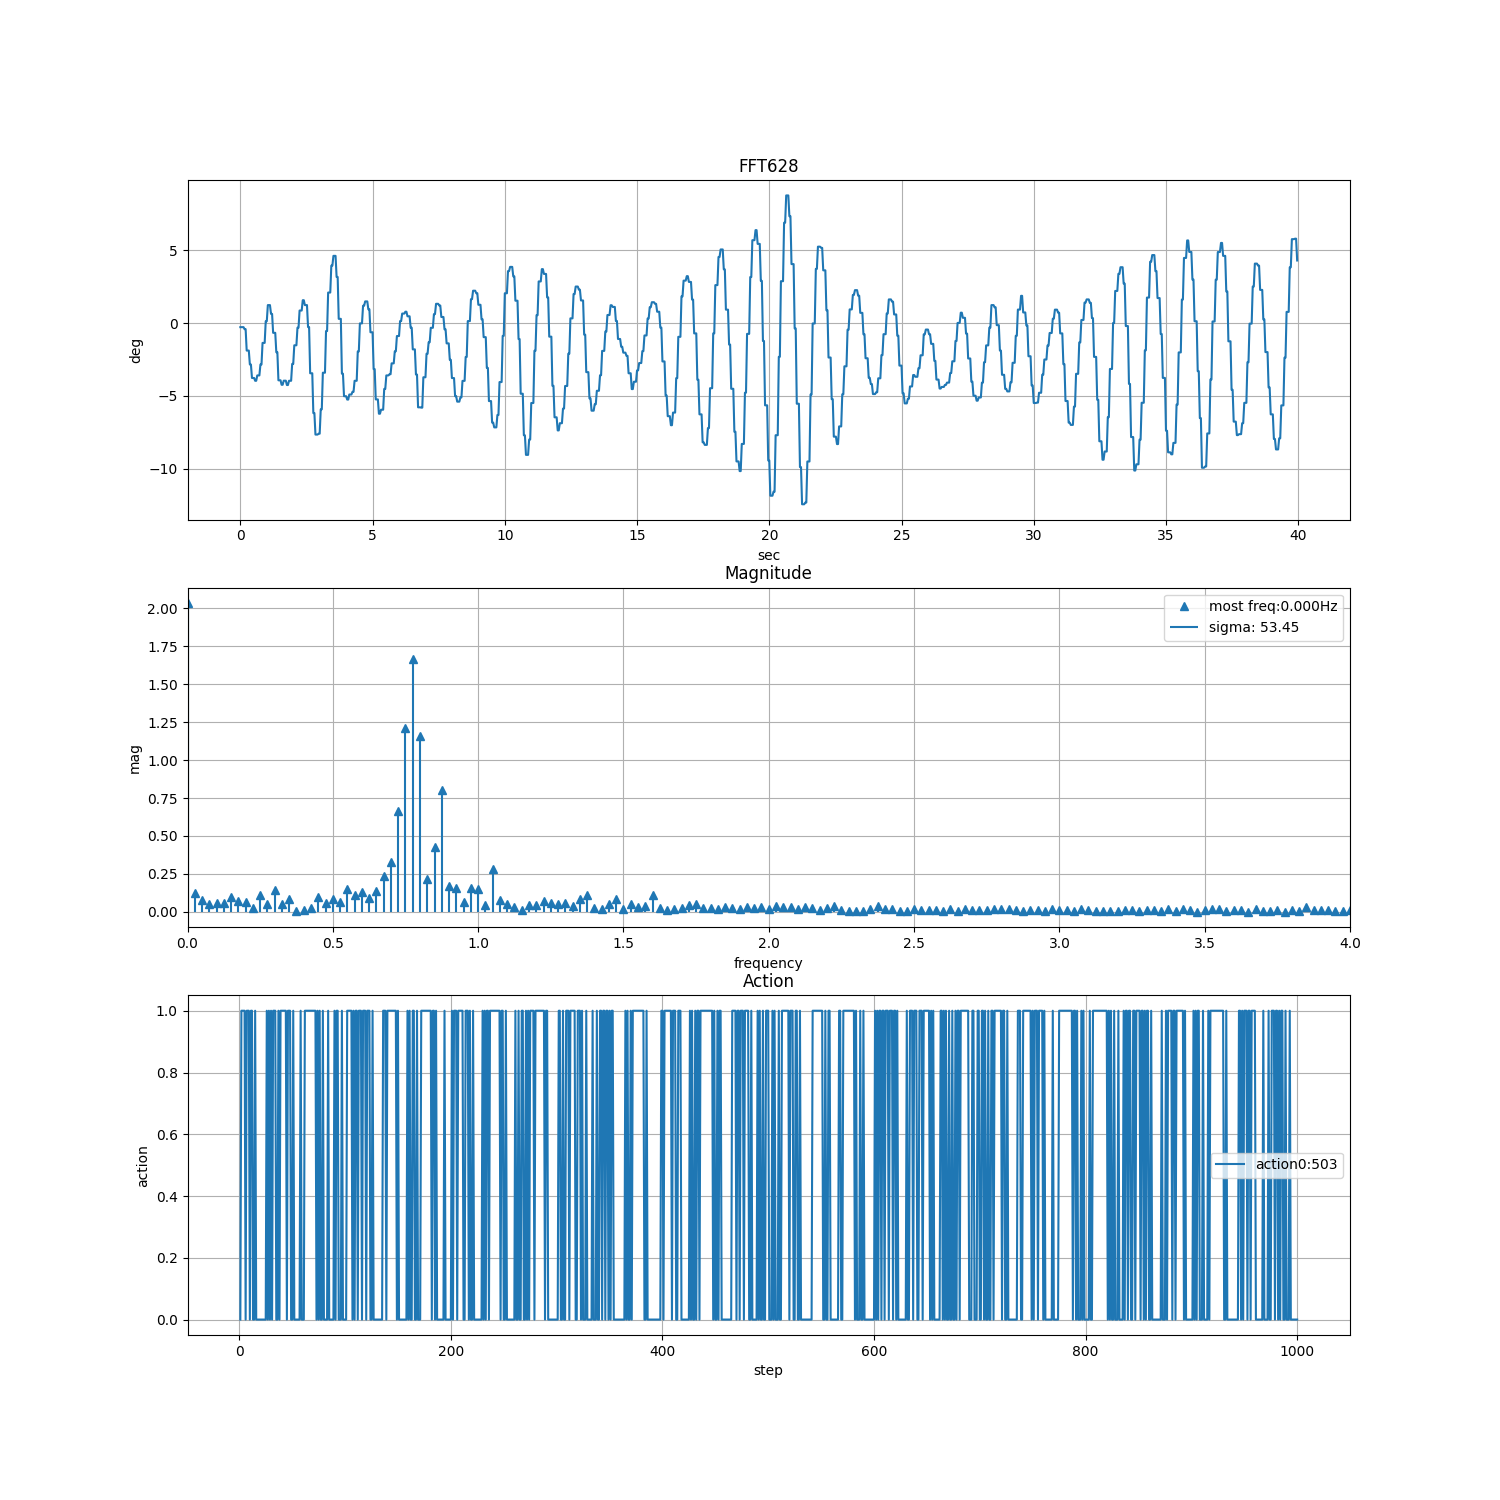 FFT628
5
0
−5
−10
deg
0 5 10 15 20 25 30 35 40
sec
Magnitude
2.00
1.75
1.50
1.25
1.00
0.75
0.50
0.25
0.00
mag
most freq:0.000Hz
sigma: 53.45
0.0 0.5 1.0 1.5 2.0 2.5 3.0 3.5 4.0
frequency
Action
1.0
0.8
0.6
0.4
0.2
0.0
action
action0:503
0 200 400 600 800 1000
step